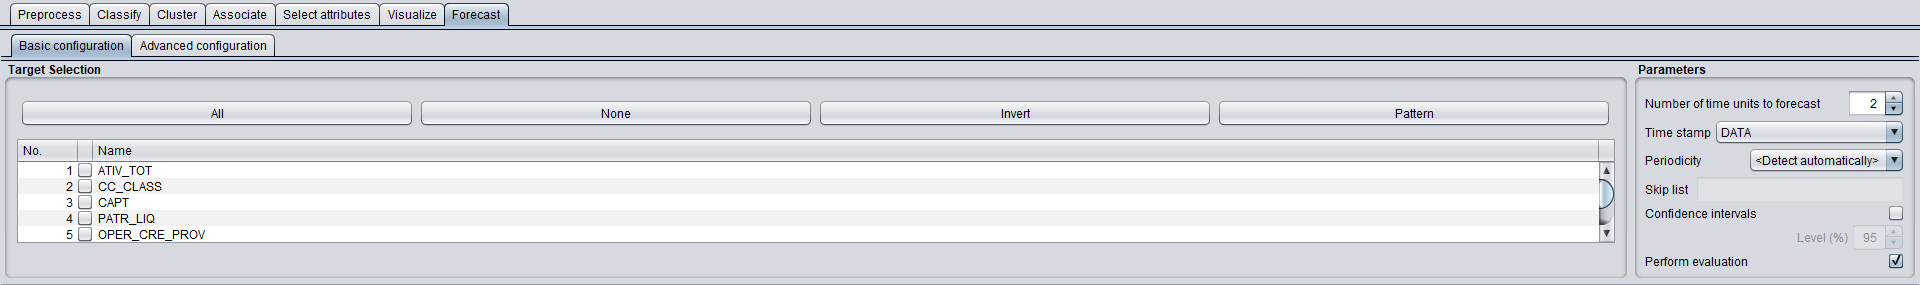 Preprocess Classify Cluster Associate Select attributes Visualize Forecast
Basic configuration Advanced configuration
Target Selection
All None Invert Pattern
No. Name
1 ATIV_TOT
2 CC_CLASS
3 CAPT
4 PATR_LIQ
5 OPER_CRE_PROV
Parameters
Number of time units to forecast 2
Time stamp DATA
Periodicity <Detect automatically>
Skip list
Confidence intervals
Level (%) 95
Perform evaluation